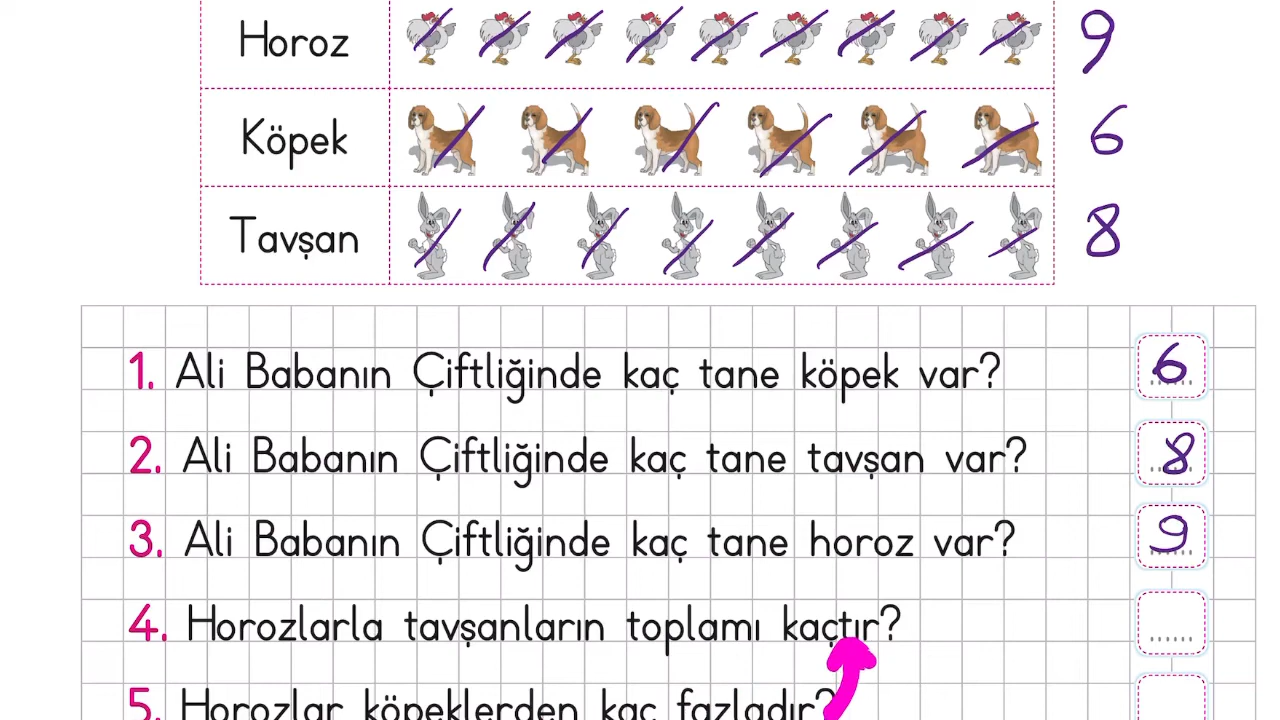 Horoz 9
Köpek 6
Tavşan 8
1. Ali Babanın Çiftliğinde kaç tane köpek var? 6
2. Ali Babanın Çiftliğinde kaç tane tavşan var? 8
3. Ali Babanın Çiftliğinde kaç tane horoz var? 9
4. Horozlarla tavşanların toplamı kaçtır? ......
5. Horozlar köpeklerden kaç fazladır?